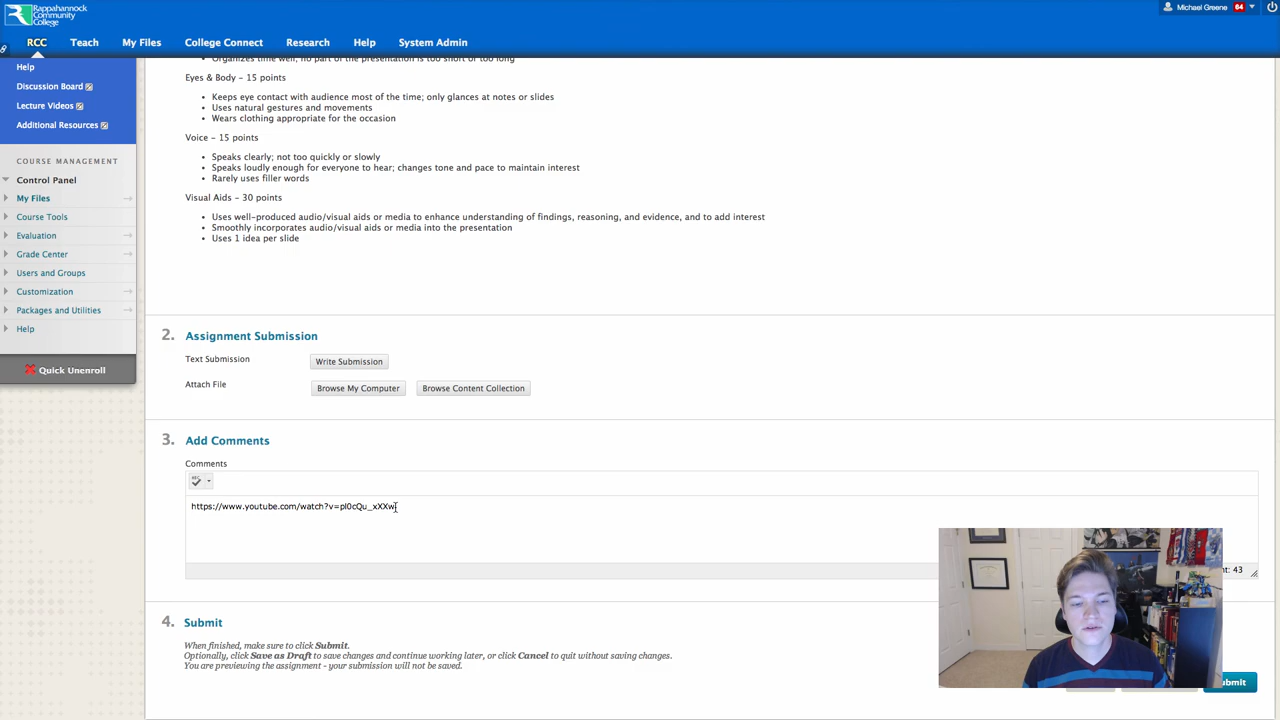 Rappahannock
Community
College
Michael Greene 64
RCC Teach My Files College Connect Research Help System Admin
Help
Discussion Board
Lecture Videos
Additional Resources
COURSE MANAGEMENT
Control Panel
My Files
Course Tools
Evaluation
Grade Center
Users and Groups
Customization
Packages and Utilities
Help
Quick Unenroll
Organizes time well, no part of the presentation is too short or too long
Eyes & Body - 15 points
Keeps eye contact with audience most of the time; only glances at notes or slides
Uses natural gestures and movements
Wears clothing appropriate for the occasion
Voice - 15 points
Speaks clearly; not too quickly or slowly
Speaks loudly enough for everyone to hear; changes tone and pace to maintain interest
Rarely uses filler words
Visual Aids - 30 points
Uses well-produced audio/visual aids or media to enhance understanding of findings, reasoning, and evidence, and to add interest
Smoothly incorporates audio/visual aids or media into the presentation
Uses 1 idea per slide
2. Assignment Submission
Text Submission Write Submission
Attach File Browse My Computer Browse Content Collection
3. Add Comments
Comments
https://www.youtube.com/watch?v=pl0cQu_xXXw
: 43
4. Submit
When finished, make sure to click Submit.
Optionally, click Save as Draft to save changes and continue working later, or click Cancel to quit without saving changes.
You are previewing the assignment - your submission will not be saved.
ubmit